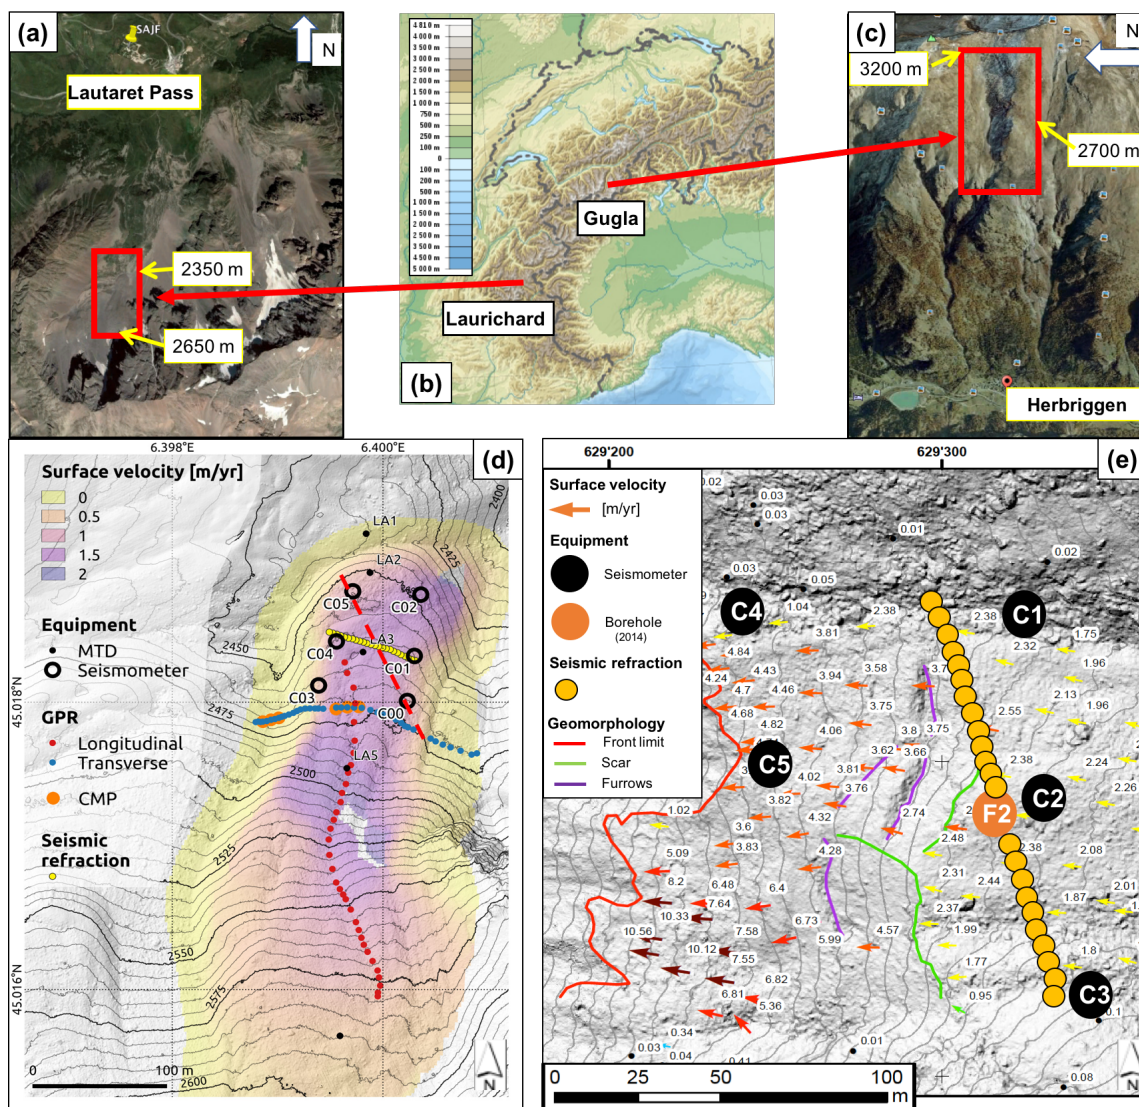 (a)
SAJF
N
Lautaret Pass
2350 m
2650 m
4 810 m
4 000 m
3 500 m
3 000 m
2 500 m
2 000 m
1 500 m
1 000 m
750 m
500 m
250 m
100 m
0
100 m
250 m
500 m
1 000 m
1 500 m
2 000 m
2 500 m
3 000 m
3 500 m
4 500 m
5 000 m
Gugla
Laurichard
(b)
(c)
N
3200 m
2700 m
Herbriggen
6.398°E
6.400°E
(d)
Surface velocity [m/yr]
0
0.5
1
1.5
2
Equipment
MTD
Seismometer
GPR
Longitudinal
Transverse
CMP
Seismic
refraction
LA1
LA2
LA3
LA5
C05
C02
C04
C01
C03
C00
2400
2425
2450
2475
2500
2525
2550
2575
2600
45.018°N
45.016°N
0
100 m
N
629'200
629'300
(e)
Surface velocity
[m/yr]
Equipment
Seismometer
Borehole
(2014)
Seismic refraction
Geomorphology
Front limit
Scar
Furrows
0.02
0.03
0.03
0.01
0.02
0.03
0.05
C4
1.04
2.38
2.38
C1
3.81
2.32
1.75
4.84
4.43
3.58
1.96
4.24
3.94
4.7
4.46
2.13
4.68
3.75
2.55
1.96
4.82
4.06
3.8
3.75
3.62
3.66
C5
4.02
3.81
2.38
2.24
3.76
3.82
2.26
C2
1.02
4.32
2.74
F2
3.6
2.48
3.83
4.28
2.38
2.08
5.09
8.2
6.48
6.4
2.31
2.44
2.01
7.64
1.87
10.33
6.73
2.37
10.56
7.58
4.57
1.99
10.12
5.99
7.55
1.8
6.82
1.77
6.81
5.36
0.95
C3
0.1
0.34
0.03
0.04
0.41
0.01
0.08
0
25
50
100
m
N